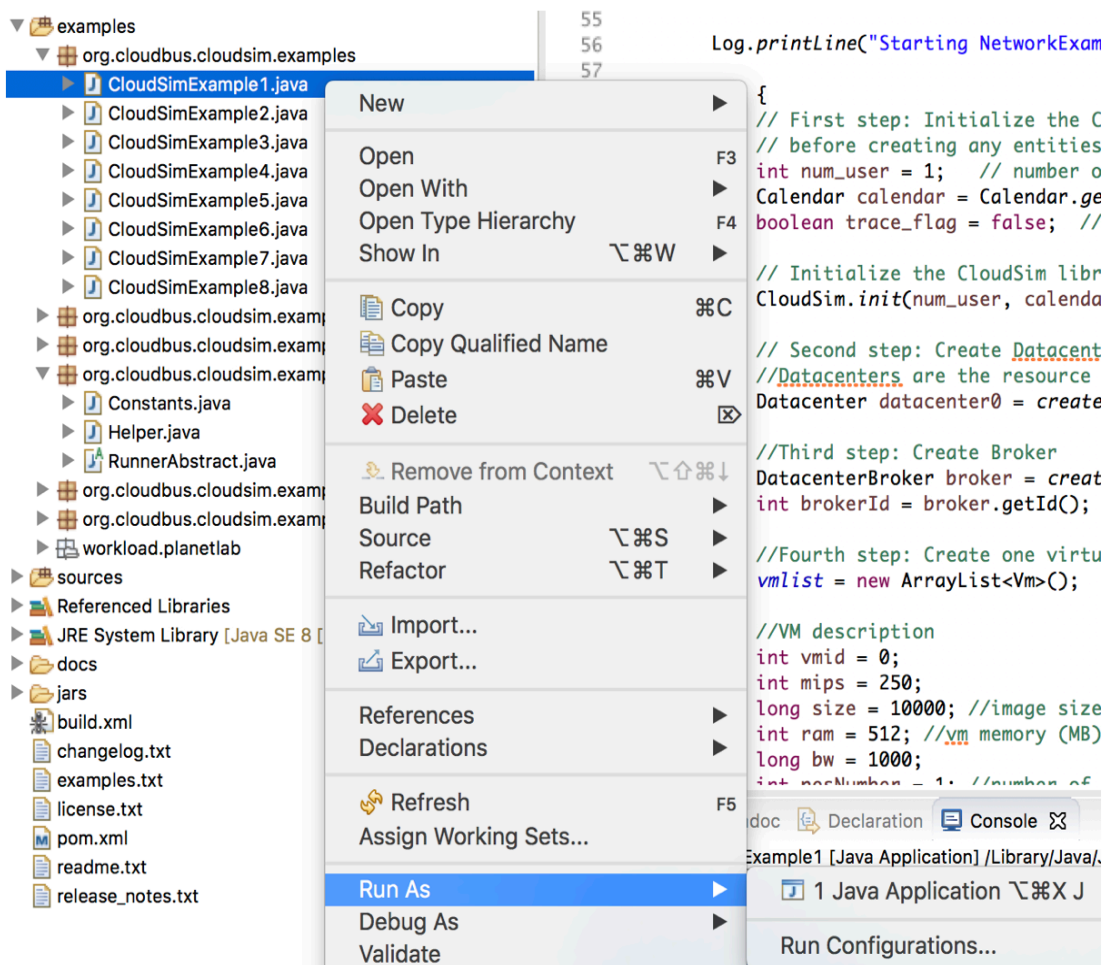 examples
org.cloudbus.cloudsim.examples
CloudSimExample1.java
CloudSimExample2.java
CloudSimExample3.java
CloudSimExample4.java
CloudSimExample5.java
CloudSimExample6.java
CloudSimExample7.java
CloudSimExample8.java
org.cloudbus.cloudsim.examp
org.cloudbus.cloudsim.examp
org.cloudbus.cloudsim.examp
Constants.java
Helper.java
RunnerAbstract.java
org.cloudbus.cloudsim.examp
org.cloudbus.cloudsim.examp
workload.planetlab
sources
Referenced Libraries
JRE System Library [Java SE 8 [
docs
jars
build.xml
changelog.txt
examples.txt
license.txt
pom.xml
readme.txt
release_notes.txt
New
Open F3
Open With
Open Type Hierarchy F4
Show In ⌥⌘W
Copy ⌘C
Copy Qualified Name
Paste ⌘V
Delete ⌦
Remove from Context ⌥⇧⌘↓
Build Path
Source ⌥⌘S
Refactor ⌥⌘T
Import...
Export...
References
Declarations
Refresh F5
Assign Working Sets...
Run As
Debug As
Validate
55
56 Log.printLine("Starting NetworkExam
57
{
// First step: Initialize the C
// before creating any entities
int num_user = 1; // number o
Calendar calendar = Calendar.ge
boolean trace_flag = false; //
// Initialize the CloudSim libr
CloudSim.init(num_user, calenda
// Second step: Create Datacent
//Datacenters are the resource
Datacenter datacenter0 = create
//Third step: Create Broker
DatacenterBroker broker = creat
int brokerId = broker.getId();
//Fourth step: Create one virtu
vmlist = new ArrayList<Vm>();
//VM description
int vmid = 0;
int mips = 250;
long size = 10000; //image size
int ram = 512; //vm memory (MB)
long bw = 1000;
int pesNumber = 1; //number of
doc Declaration Console
Example1 [Java Application] /Library/Java/J
1 Java Application ⌥⌘X J
Run Configurations...